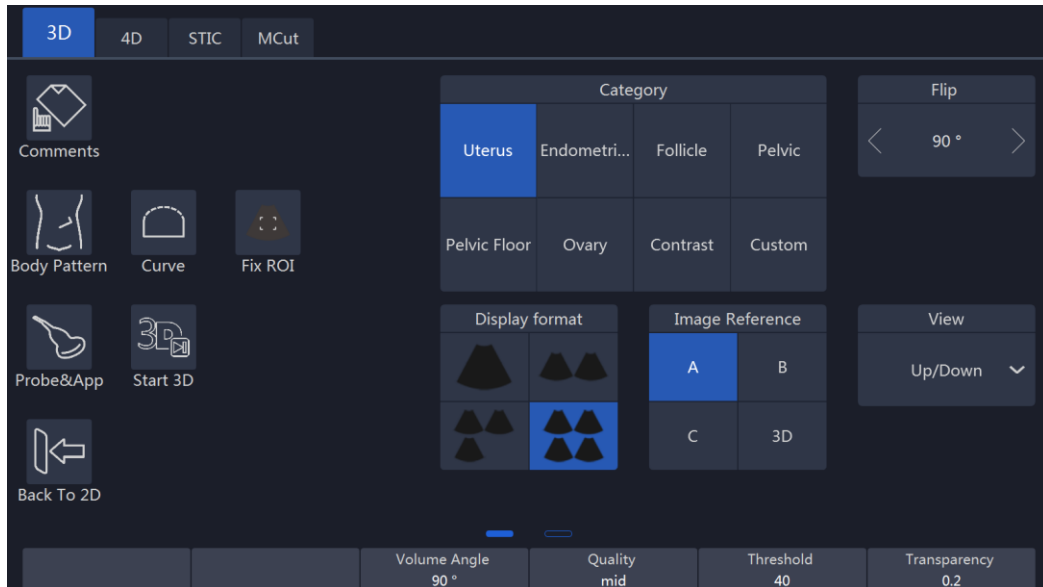 3D 4D STIC MCut
Comments
Category
Flip
Uterus Endometri... Follicle Pelvic
90 °
Body Pattern Curve Fix ROI
Pelvic Floor Ovary Contrast Custom
Display format
Image Reference
View
Probe&App Start 3D
3D
A B
Up/Down
C 3D
Back To 2D
Volume Angle Quality Threshold Transparency
90 ° mid 40 0.2